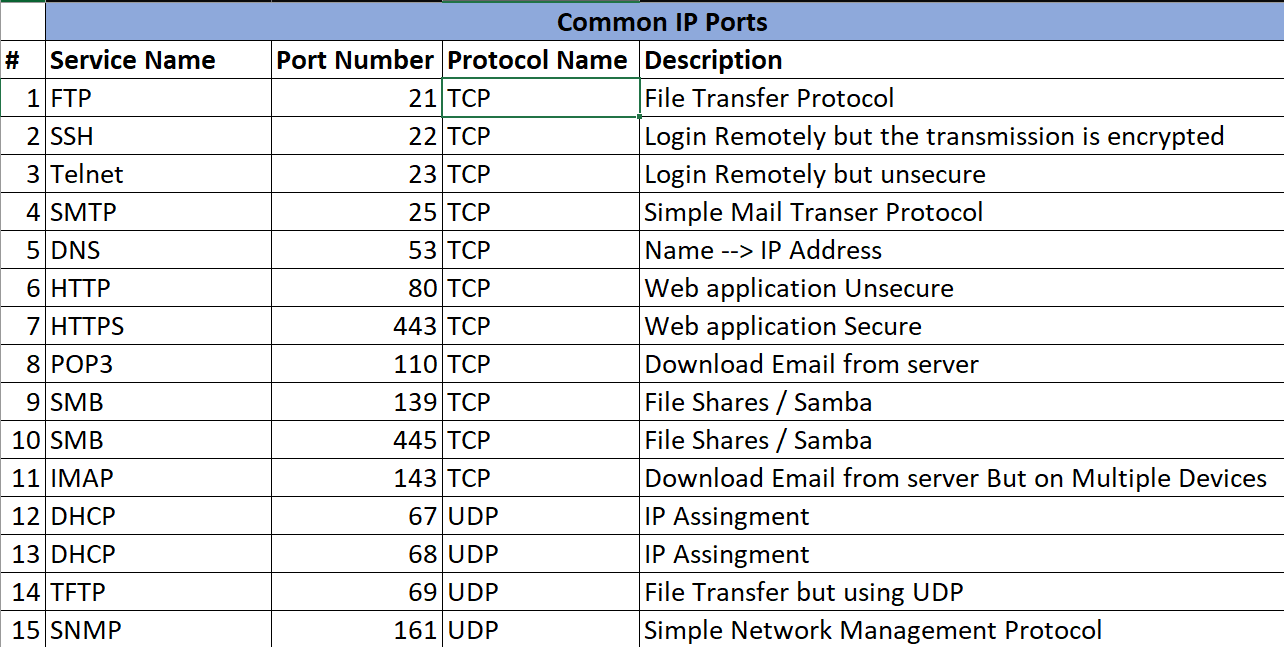 Common IP Ports
# Service Name Port Number Protocol Name Description
1 FTP 21 TCP File Transfer Protocol
2 SSH 22 TCP Login Remotely but the transmission is encrypted
3 Telnet 23 TCP Login Remotely but unsecure
4 SMTP 25 TCP Simple Mail Transer Protocol
5 DNS 53 TCP Name --> IP Address
6 HTTP 80 TCP Web application Unsecure
7 HTTPS 443 TCP Web application Secure
8 POP3 110 TCP Download Email from server
9 SMB 139 TCP File Shares / Samba
10 SMB 445 TCP File Shares / Samba
11 IMAP 143 TCP Download Email from server But on Multiple Devices
12 DHCP 67 UDP IP Assingment
13 DHCP 68 UDP IP Assingment
14 TFTP 69 UDP File Transfer but using UDP
15 SNMP 161 UDP Simple Network Management Protocol